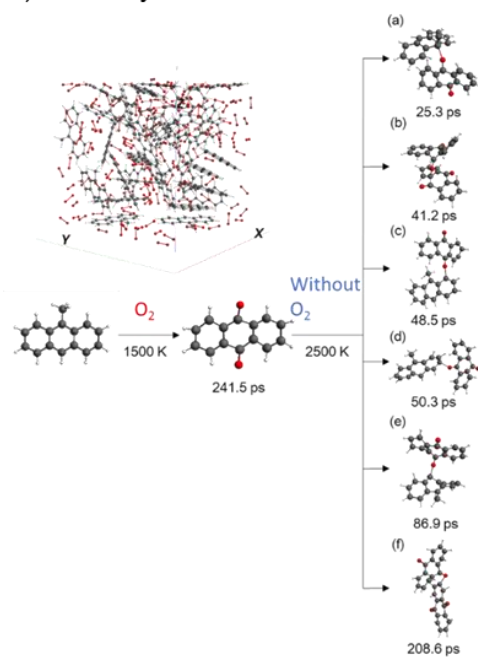 (a)
25.3 ps
(b)
41.2 ps
(c)
48.5 ps
(d)
50.3 ps
(e)
86.9 ps
(f)
208.6 ps
Y
X
O2
1500 K
241.5 ps
Without
O2
2500 K